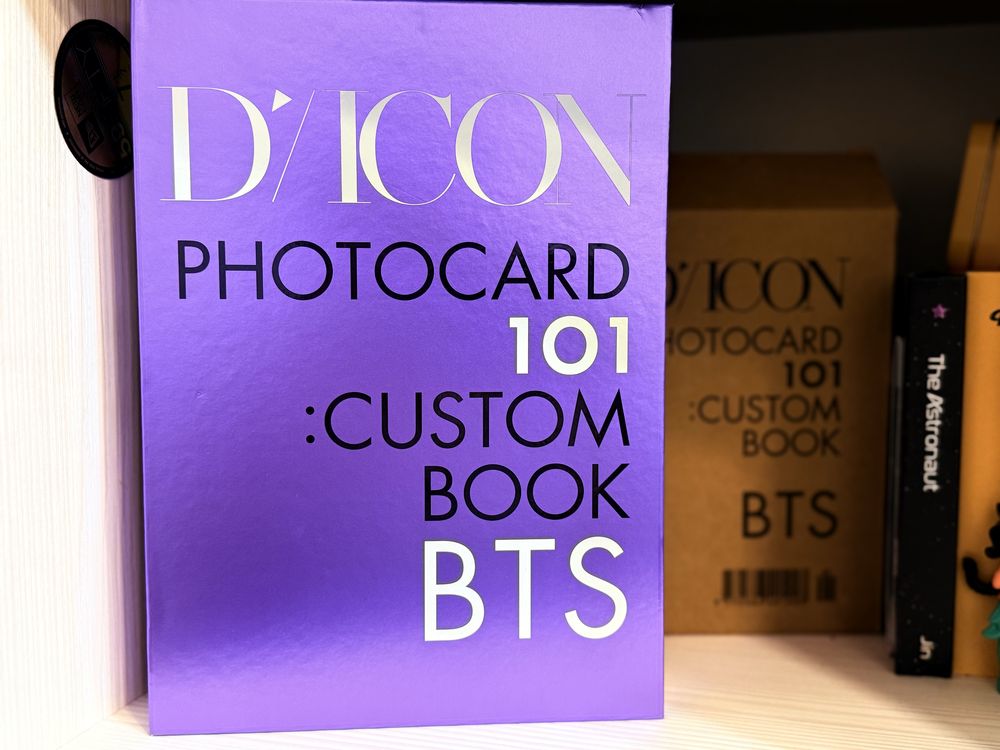 D'/ICON
PHOTOCARD
101
:CUSTOM
BOOK
BTS
D'/ICON
PHOTOCARD
101
:CUSTOM
BOOK
BTS
The Astronaut
Jin